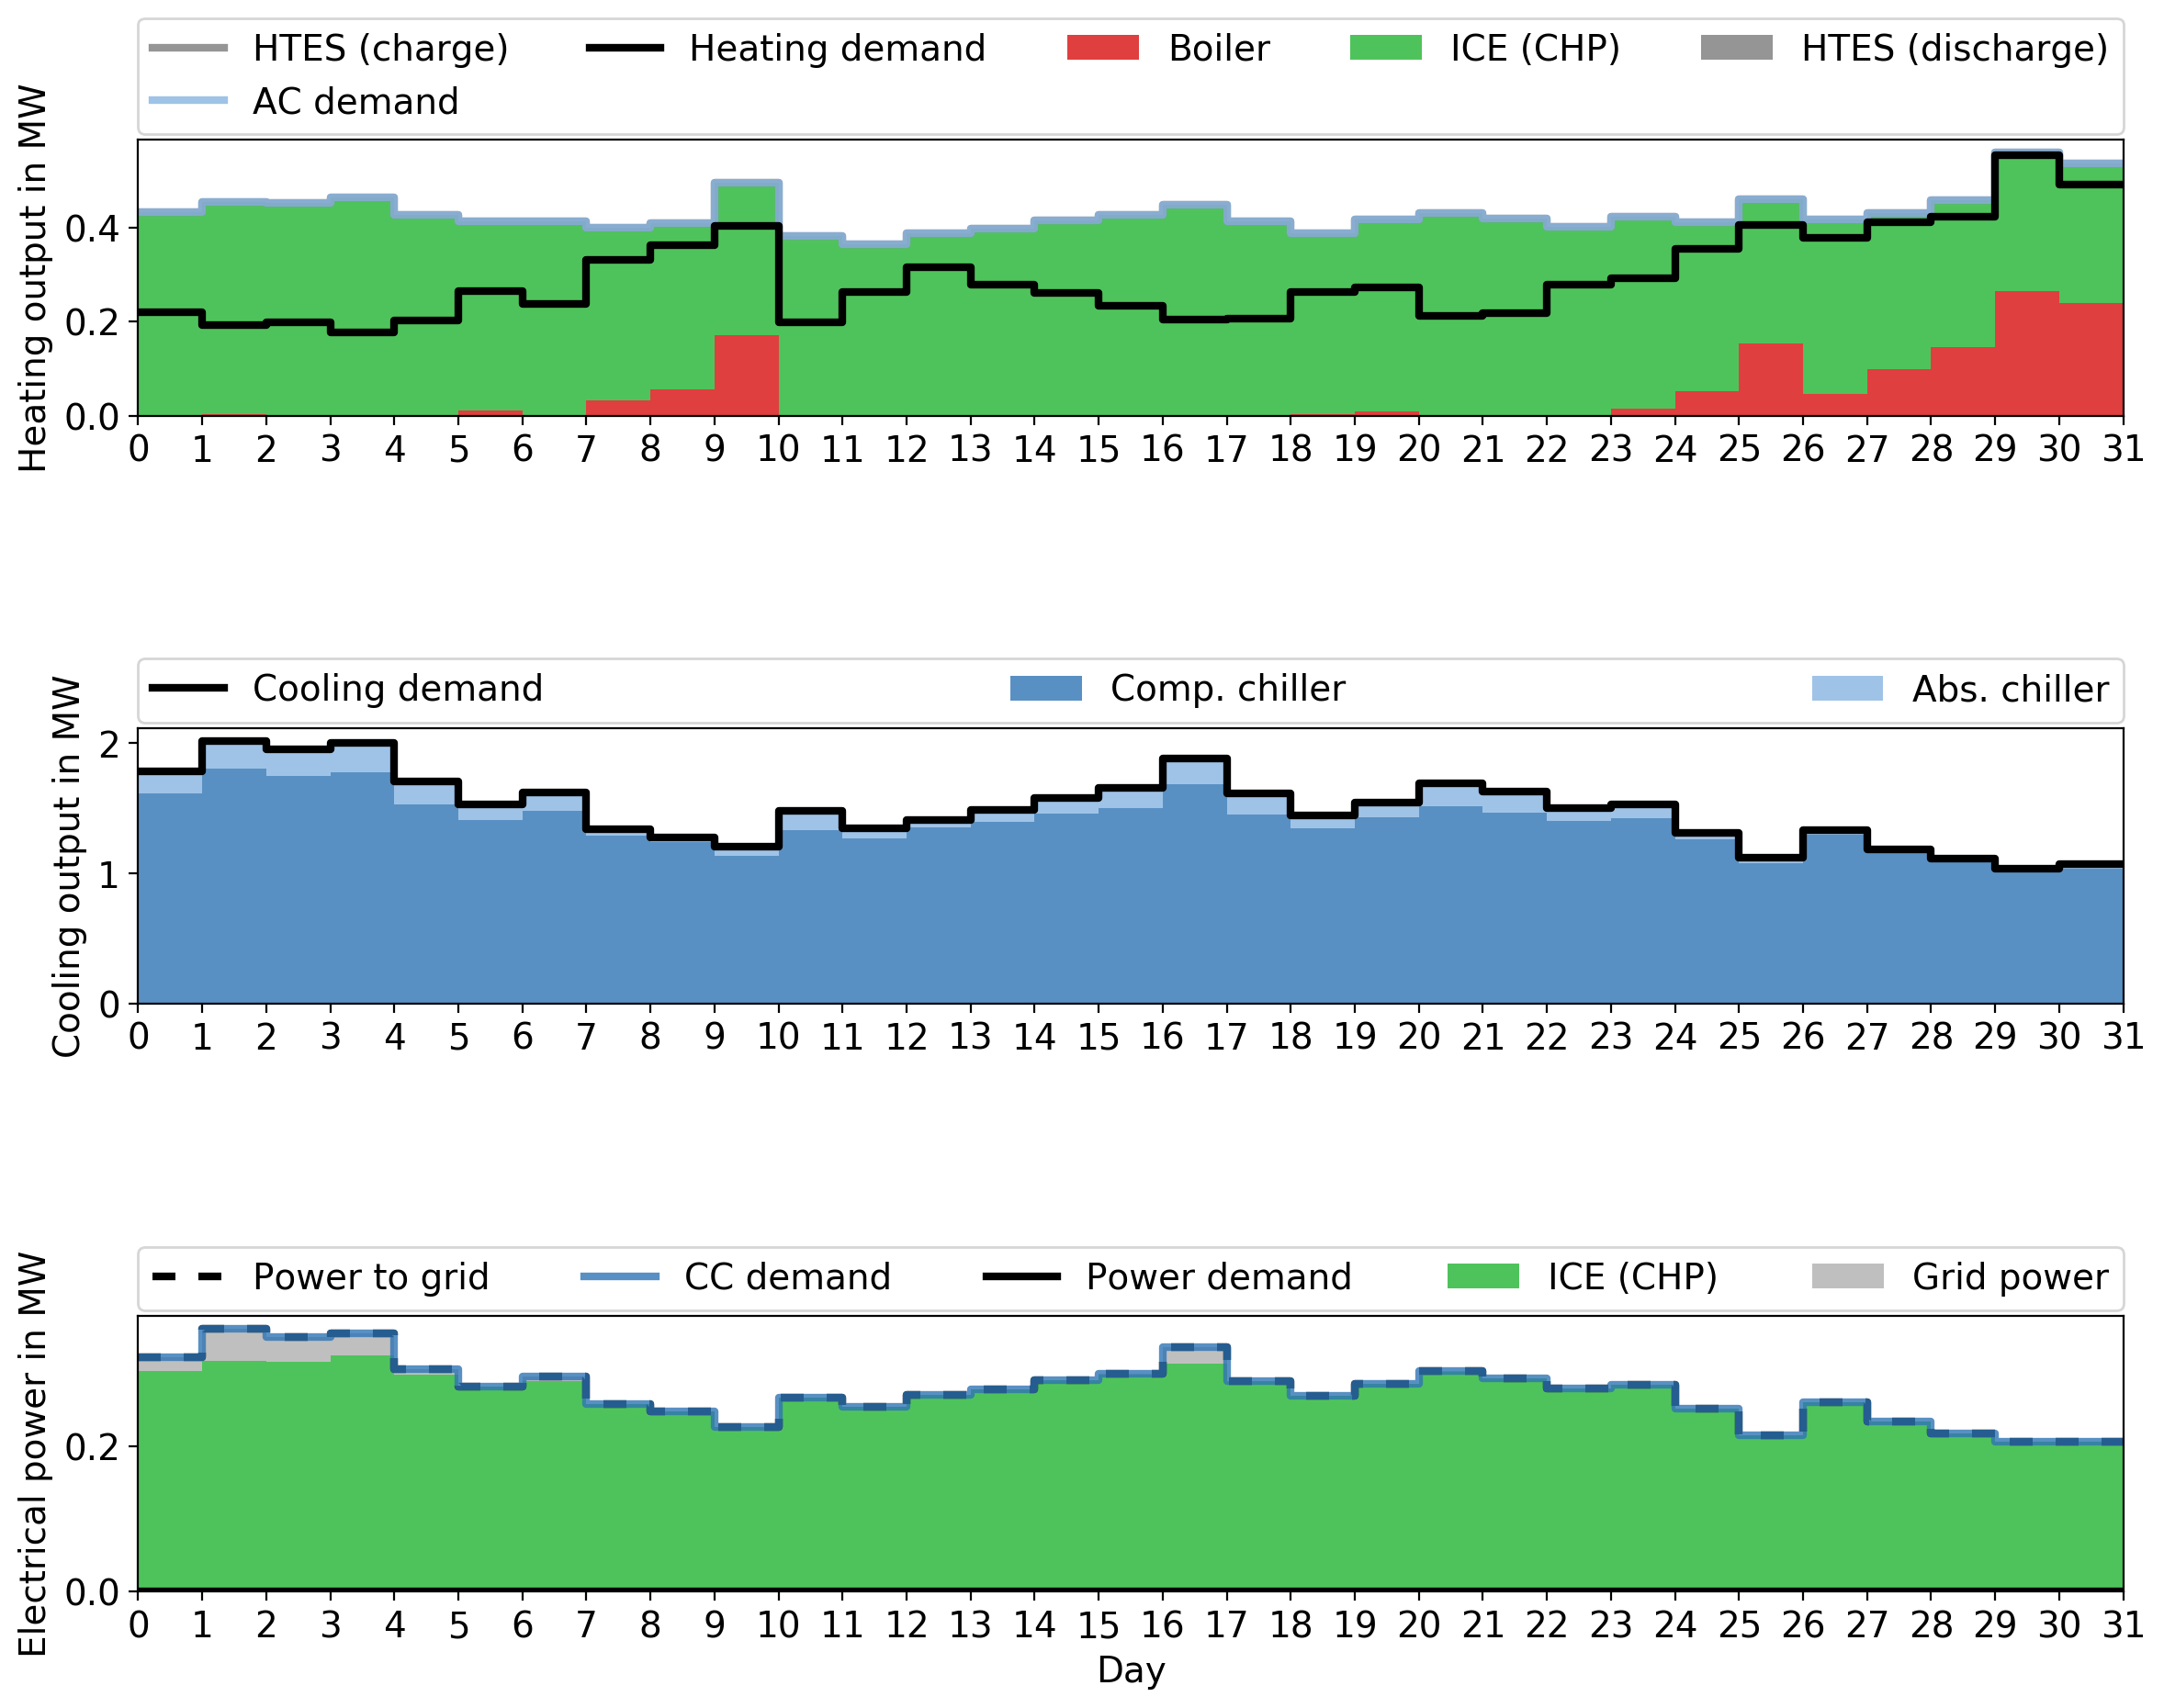 HTES (charge) Heating demand Boiler ICE (CHP) HTES (discharge)
AC demand
Heating output in MW
0.4
0.2
0.0
0 1 2 3 4 5 6 7 8 9 10 11 12 13 14 15 16 17 18 19 20 21 22 23 24 25 26 27 28 29 30 31
Cooling demand Comp. chiller Abs. chiller
Cooling output in MW
2
1
0
0 1 2 3 4 5 6 7 8 9 10 11 12 13 14 15 16 17 18 19 20 21 22 23 24 25 26 27 28 29 30 31
Power to grid CC demand Power demand ICE (CHP) Grid power
Electrical power in MW
0.2
0.0
0 1 2 3 4 5 6 7 8 9 10 11 12 13 14 15 16 17 18 19 20 21 22 23 24 25 26 27 28 29 30 31
Day